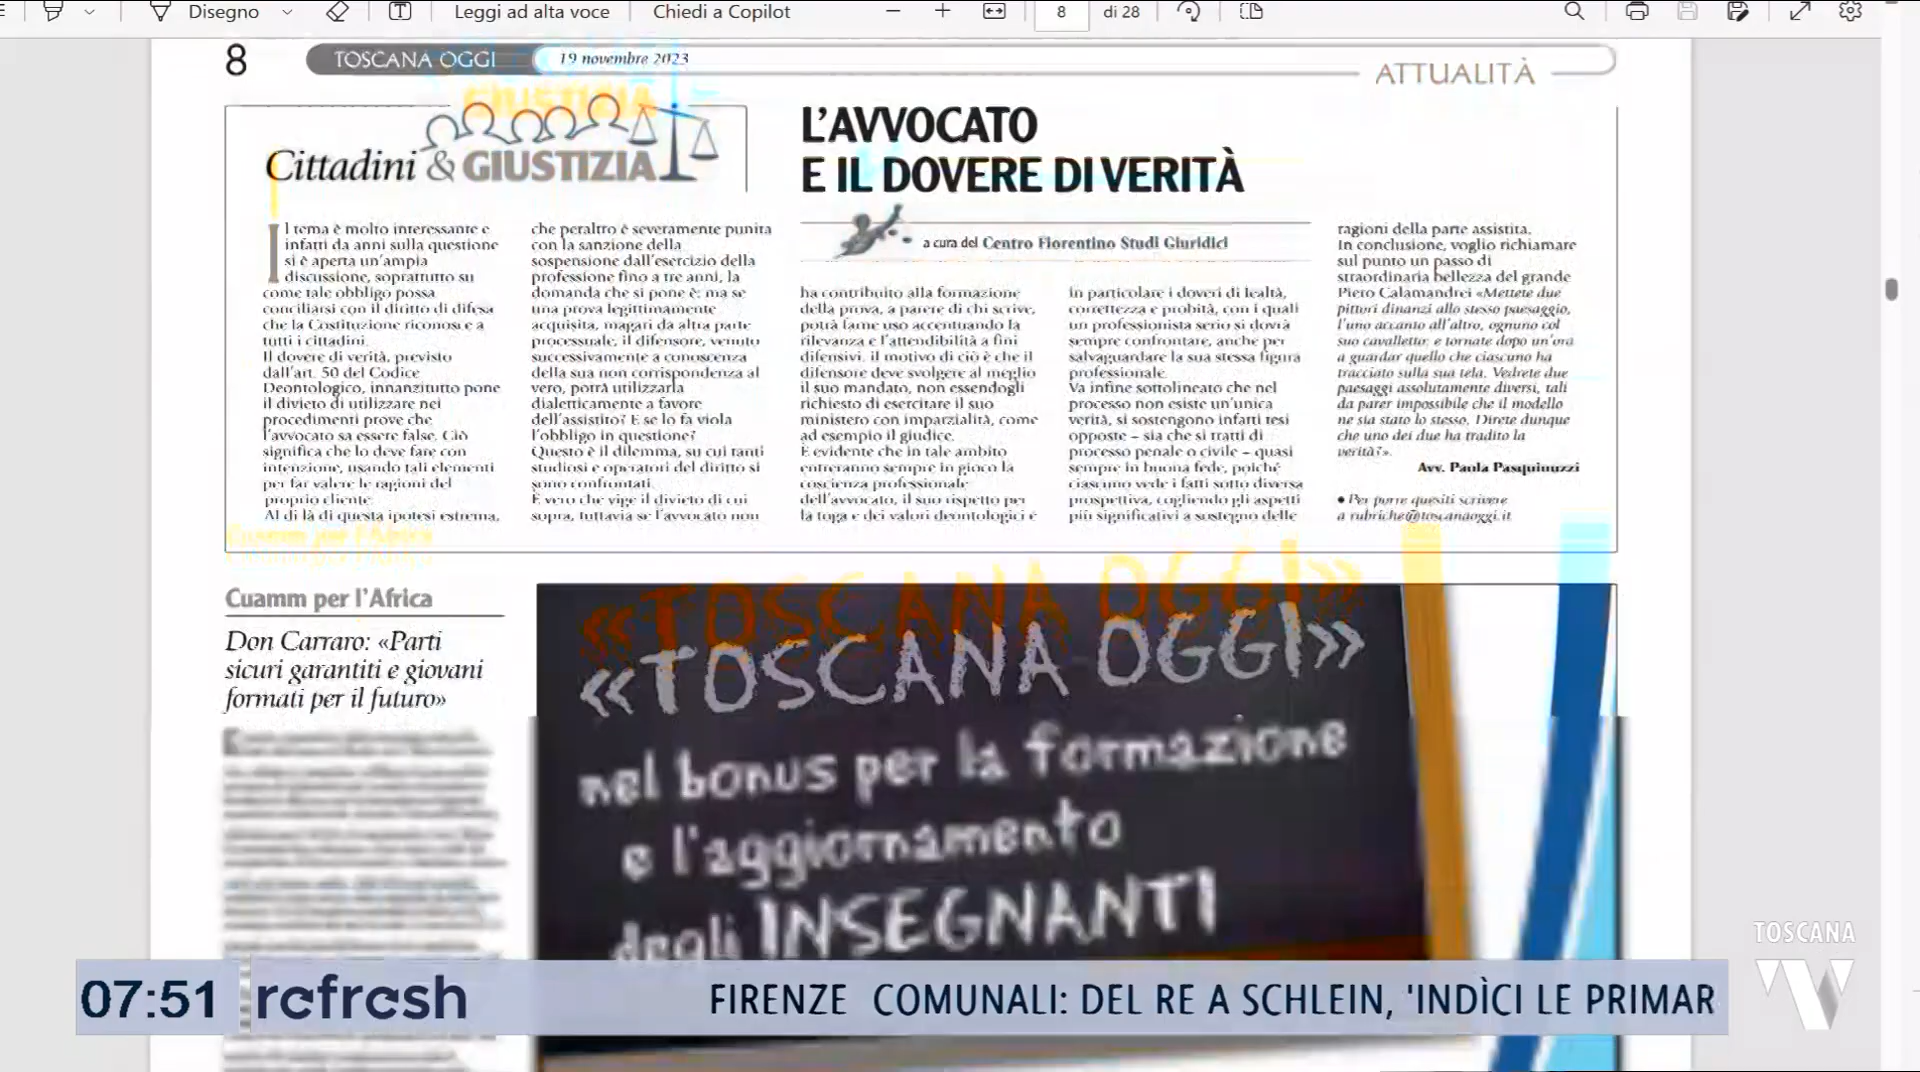 Disegno
Leggi ad alta voce
Chiedi a Copilot
8
di 28
8
TOSCANA OGGI
19 novembre 2023
ATTUALITÀ
Cittadini & GIUSTIZIA
L'AVVOCATO
E IL DOVERE DI VERITÀ
a cura del Centro Fiorentino Studi Giuridici
Il tema è molto interessante e
infatti da anni sulla questione
si è aperta un'ampia
discussione, soprattutto su
come tale obbligo possa
conciliarsi con il diritto di difesa
che la Costituzione riconosce a
tutti i cittadini.
Il dovere di verità, previsto
dall'art. 50 del Codice
Deontologico, innanzitutto pone
il divieto di utilizzare nei
procedimenti prove che
l'avvocato sa essere false. Ciò
significa che lo deve fare con
intenzione, usando tali elementi
per far valere le ragioni del
proprio cliente.
Al di là di questa ipotesi estrema,
che peraltro è severamente punita
con la sanzione della
sospensione dall'esercizio della
professione fino a tre anni, la
domanda che si pone è: ma se
una prova legittimamente
acquisita, magari da altra parte
processuale, il difensore, venuto
successivamente a conoscenza
della sua non corrispondenza al
vero, potrà utilizzarla
dialetticamente a favore
dell'assistito? E se lo fa viola
l'obbligo in questione?
Questo è il dilemma, su cui tanti
studiosi e operatori del diritto si
sono confrontati.
È vero che vige il divieto di cui
sopra, tuttavia se l'avvocato non
ha contribuito alla formazione
della prova, a parere di chi scrive,
potrà farne uso accentuando la
rilevanza e l'attendibilità a fini
difensivi. il motivo di ciò è che il
difensore deve svolgere al meglio
il suo mandato, non essendogli
richiesto di esercitare il suo
ministero con imparzialità, come
ad esempio il giudice.
È evidente che in tale ambito
entreranno sempre in gioco la
coscienza professionale
dell'avvocato, il suo rispetto per
la toga e dei valori deontologici e
in particolare i doveri di lealtà,
correttezza e probità, con i quali
un professionista serio si dovrà
sempre confrontare, anche per
salvaguardare la sua stessa figura
professionale.
Va infine sottolineato che nel
processo non esiste un'unica
verità, si sostengono infatti tesi
opposte – sia che si tratti di
processo penale o civile – quasi
sempre in buona fede, poiché
ciascuno vede i fatti sotto diversa
prospettiva, cogliendo gli aspetti
più significativi a sostegno delle
ragioni della parte assistita.
In conclusione, voglio richiamare
sul punto un passo di
straordinaria bellezza del grande
Piero Calamandrei «Mettete due
pittori dinanzi allo stesso paesaggio,
l'uno accanto all'altro, ognuno col
suo cavalletto: e tornate dopo un'ora
a guardar quello che ciascuno ha
tracciato sulla sua tela. Vedrete due
paesaggi assolutamente diversi, tali
da parer impossibile che il modello
ne sia stato lo stesso. Direte dunque
che uno dei due ha tradito la
verità?».
Avv. Paola Pasquinuzzi
• Per porre quesiti scrivere
a rubriche@toscanaoggi.it
Cuamm per l'Africa
Don Carraro: «Parti
sicuri garantiti e giovani
formati per il futuro»
«TOSCANA OGGI»
nel bonus per la formazione
e l'aggiornamento
degli INSEGNANTI
TOSCANA
TV
07:51 refresh
FIRENZE COMUNALI: DEL RE A SCHLEIN, 'INDÌCI LE PRIMAR